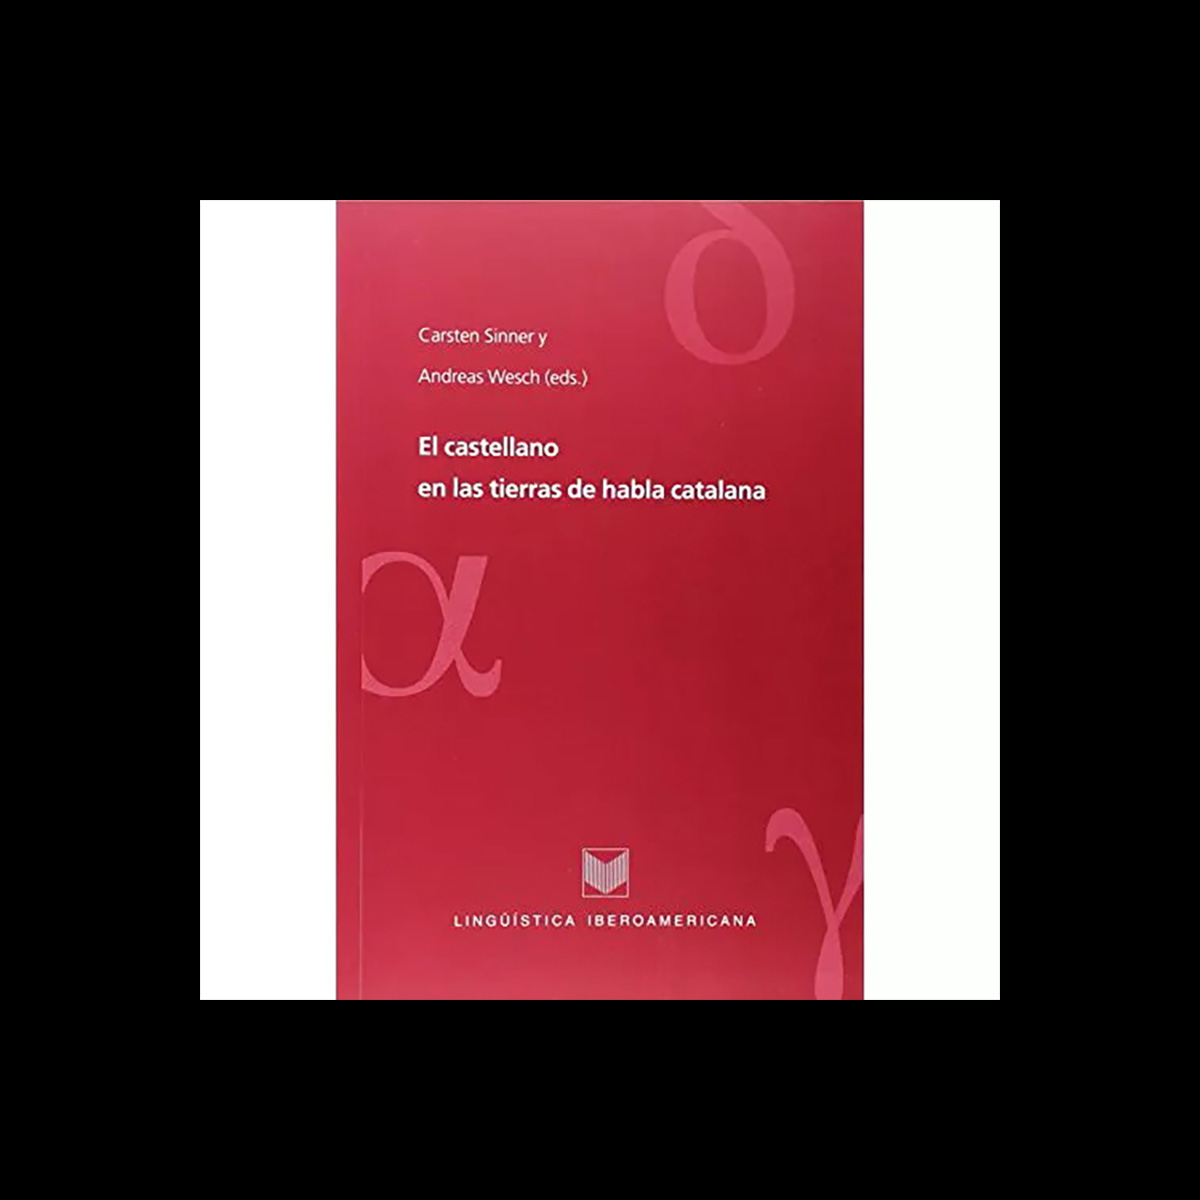 δ
Carsten Sinner y
Andreas Wesch (eds.)
El castellano
en las tierras de habla catalana
α
γ
LINGÜÍSTICA IBEROAMERICANA